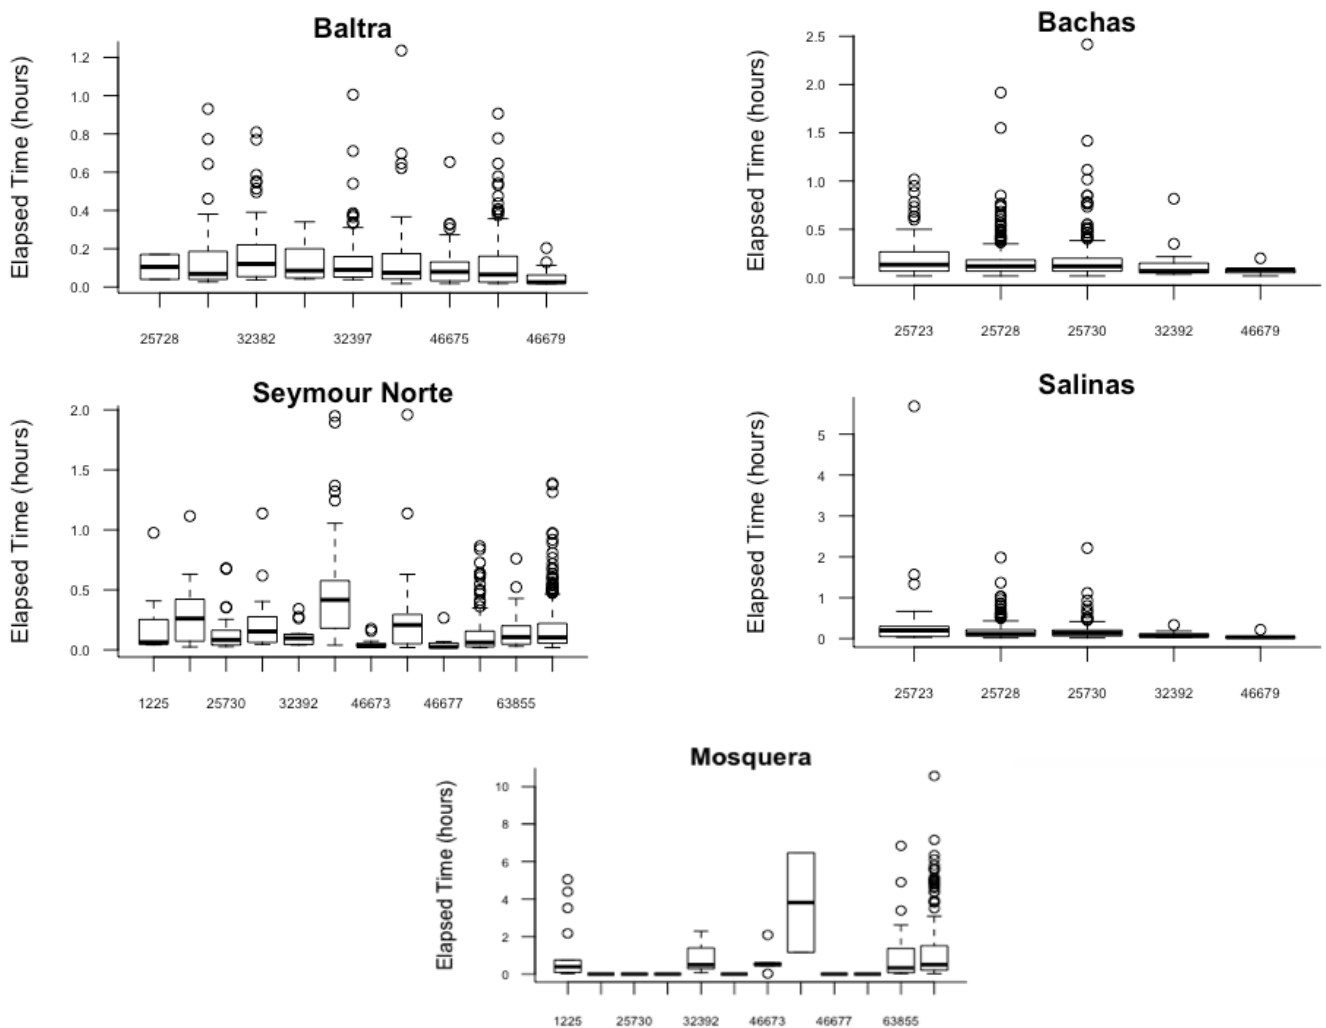 Baltra
Elapsed Time (hours)
1.2
1.0
0.8
0.6
0.4
0.2
0.0
25728 32382 32397 46675 46679
Bachas
Elapsed Time (hours)
2.5
2.0
1.5
1.0
0.5
0.0
25723 25728 25730 32392 46679
Seymour Norte
Elapsed Time (hours)
2.0
1.5
1.0
0.5
0.0
1225 25730 32392 46673 46677 63855
Salinas
Elapsed Time (hours)
5
4
3
2
1
0
25723 25728 25730 32392 46679
Mosquera
Elapsed Time (hours)
10
8
6
4
2
0
1225 25730 32392 46673 46677 63855